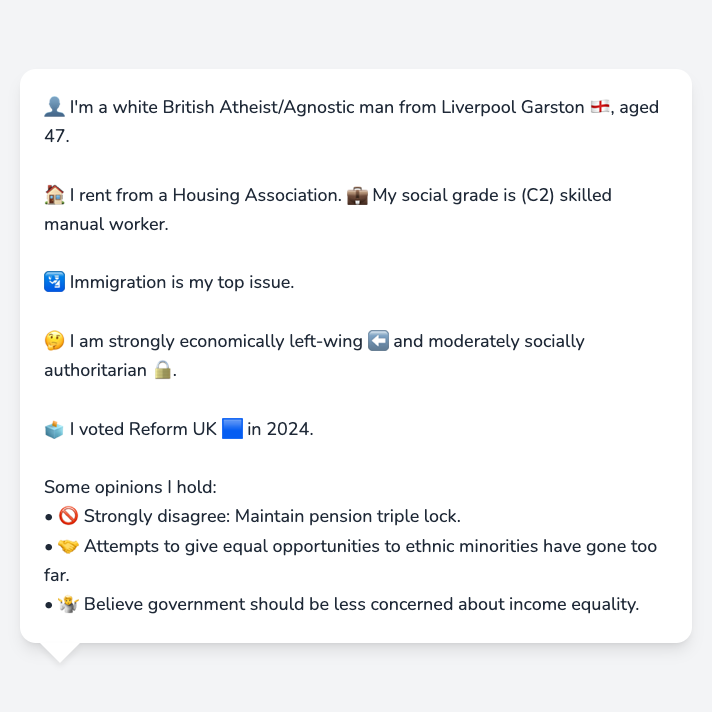 👤 I'm a white British Atheist/Agnostic man from Liverpool Garston 🏴󠁧󠁢󠁥󠁮󠁧󠁿, aged
47.
🏠 I rent from a Housing Association. 💼 My social grade is (C2) skilled
manual worker.
🛂 Immigration is my top issue.
🤔 I am strongly economically left-wing ⬅️ and moderately socially
authoritarian 🔒.
🗳️ I voted Reform UK 🟦 in 2024.
Some opinions I hold:
• 🚫 Strongly disagree: Maintain pension triple lock.
• 🤝 Attempts to give equal opportunities to ethnic minorities have gone too
far.
• 🤷 Believe government should be less concerned about income equality.